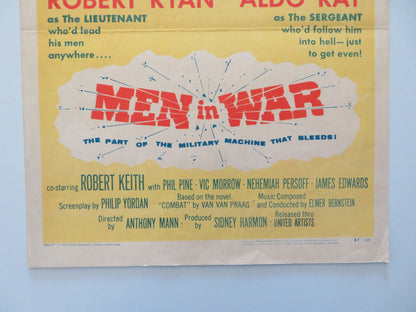 ROBERT RYAN ALDO RAY
as The LIEUTENANT
who'd lead
his men
anywhere....
as The SERGEANT
who'd follow him
into hell—just
to get even!
MEN in WAR
THE PART OF THE MILITARY MACHINE THAT BLEEDS!
co-starring ROBERT KEITH with PHIL PINE · VIC MORROW · NEHEMIAH PERSOFF · JAMES EDWARDS
Screenplay by PHILIP YORDAN Based on the novel "COMBAT" by VAN VAN PRAAG Music Composed and Conducted by ELMER BERNSTEIN
Directed by ANTHONY MANN Produced by SIDNEY HARMON Released thru UNITED ARTISTS